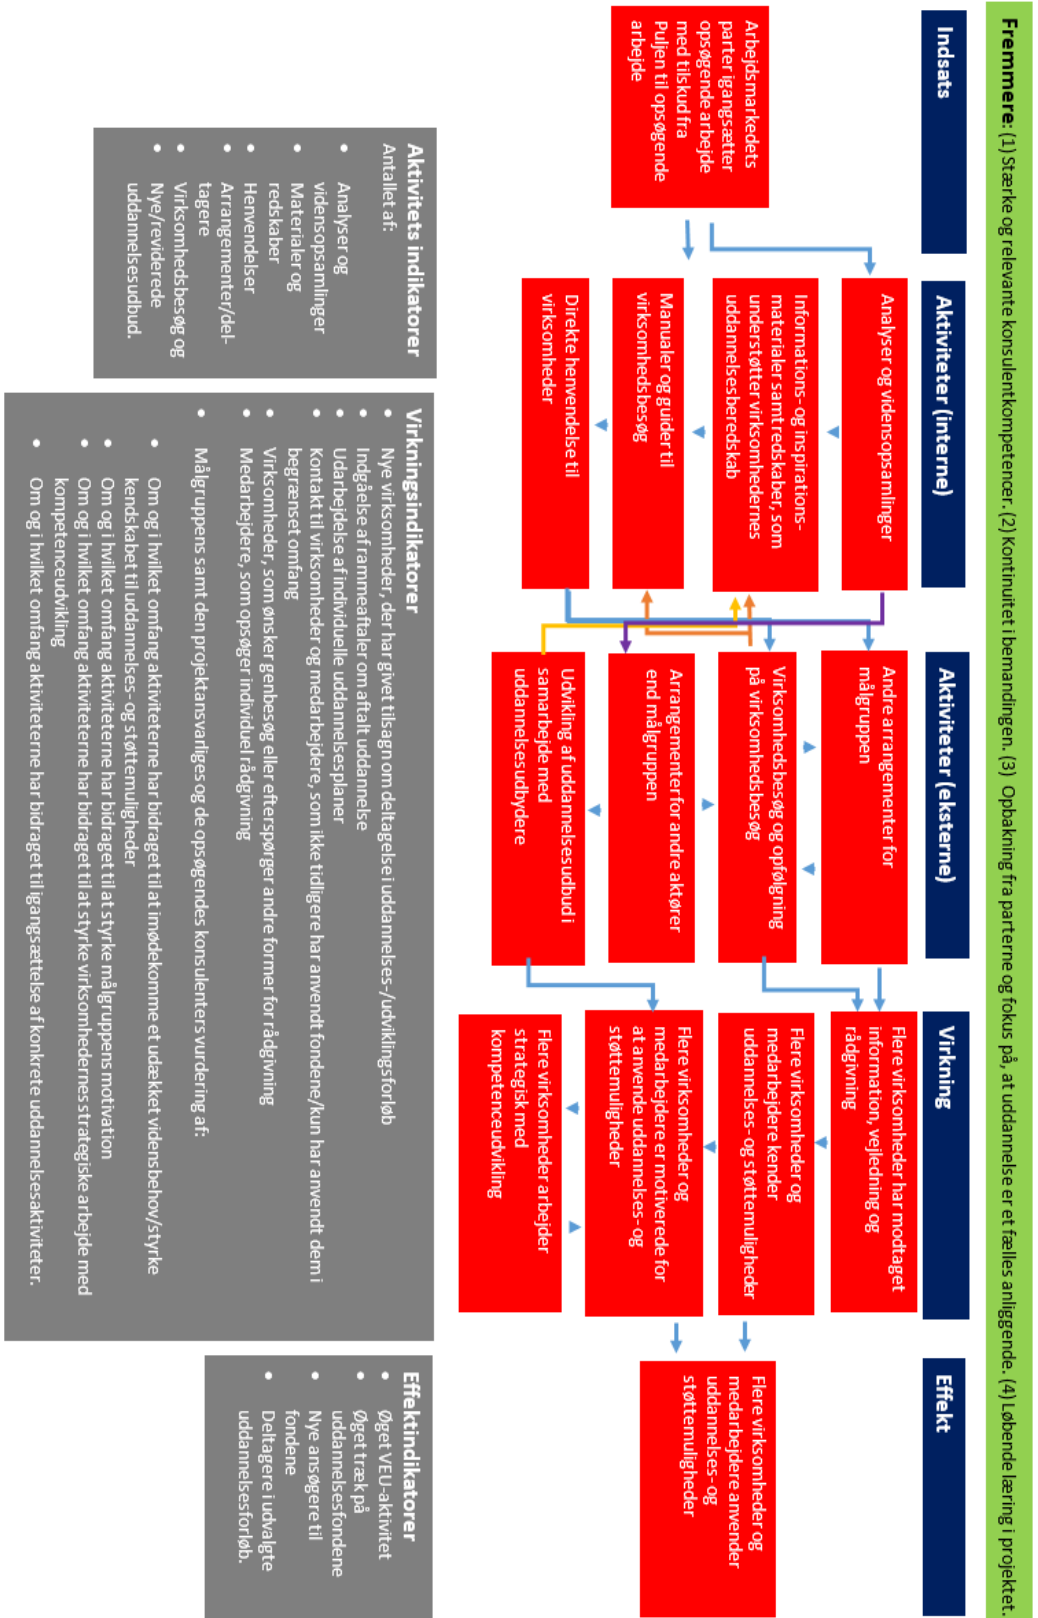 Fremmere: (1) Stærke og relevante konsulentkompetencer. (2) Kontinuitet i bemandingen. (3) Opbakning fra parterne og fokus på, at uddannelse er et fælles anliggende. (4) Løbende læring i projektet.
Indsats
Aktiviteter (interne)
Aktiviteter (eksterne)
Virkning
Effekt
Arbejdsmarkedets
parter igangsætter
opsøgende arbejde
med tilskud fra
Puljen til opsøgende
arbejde
Analyser og vidensopsamlinger
Informations- og inspirations-
materialer samt redskaber, som
understøtter virksomhedernes
uddannelsesberedskab
Manualer og guider til
virksomhedsbesøg
Direkte henvendelse til
virksomheder
Andre arrangementer for
målgruppen
Virksomhedsbesøg og opfølgning
på virksomhedsbesøg
Arrangementer for andre aktører
end målgruppen
Udvikling af uddannelsesudbud i
samarbejde med
uddannelsesudbydere
Flere virksomheder har modtaget
information, vejledning og
rådgivning
Flere virksomheder og
medarbejdere kender
uddannelses- og støttemuligheder
Flere virksomheder og
medarbejdere er motiverede for
at anvende uddannelses- og
støttemuligheder
Flere virksomheder arbejder
strategisk med
kompetenceudvikling
Flere virksomheder og
medarbejdere anvender
uddannelses- og
støttemuligheder
Aktivitets indikatorer
Antallet af:
• Analyser og
vidensopsamlinger
• Materialer og
redskaber
• Henvendelser
• Arrangementer/del-
tagere
• Virksomhedsbesøg og
• Nye/reviderede
uddannelsesudbud.
Virkningsindikatorer
• Nye virksomheder, der har givet tilsagn om deltagelse i uddannelses-/udviklingsforløb
• Indgåelse af rammeaftaler om aftalt uddannelse
• Udarbejdelse af individuelle uddannelsesplaner
• Kontakt til virksomheder og medarbejdere, som ikke tidligere har anvendt fondene/kun har anvendt dem i
begrænset omfang
• Virksomheder, som ønsker genbesøg eller efterspørger andre former for rådgivning
• Medarbejdere, som opsøger individuel rådgivning
• Målgruppens samt den projektansvarliges og de opsøgendes konsulenters vurdering af:
• Om og i hvilket omfang aktiviteterne har bidraget til at imødekomme et udækket vidensbehov/styrke
kendskabet til uddannelses- og støttemuligheder
• Om og i hvilket omfang aktiviteterne har bidraget til at styrke målgruppens motivation
• Om og i hvilket omfang aktiviteterne har bidraget til at styrke virksomhedernes strategiske arbejde med
kompetenceudvikling
• Om og i hvilket omfang aktiviteterne har bidraget til igangsættelse af konkrete uddannelsesaktiviteter.
Effektindikatorer
• Øget VEU-aktivitet
• Øget træk på
uddannelsesfondene
• Nye ansøgere til
fondene
• Deltagere i udvalgte
uddannelsesforløb.